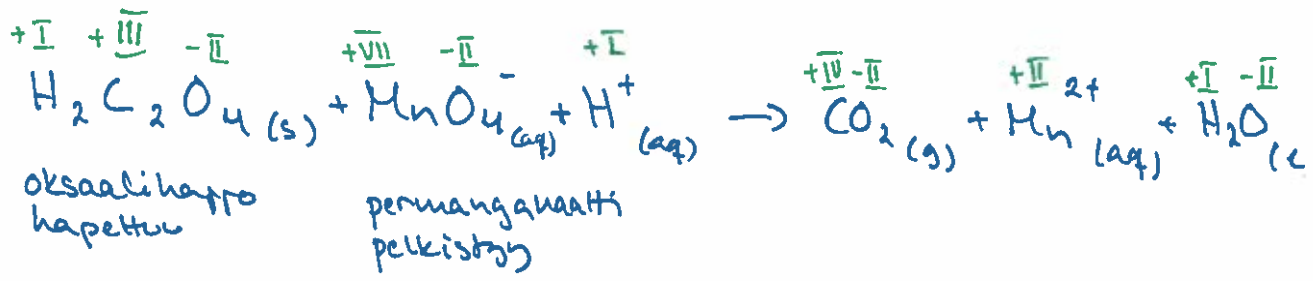 +I +III -II +VII -II +I +IV -II +II +I -II
H₂C₂O₄(s) + MnO₄⁻(aq) + H⁺(aq) → CO₂(g) + Mn²⁺(aq) + H₂O(l
oksaalihappo permanganaatti
hapettuu pelkistyy